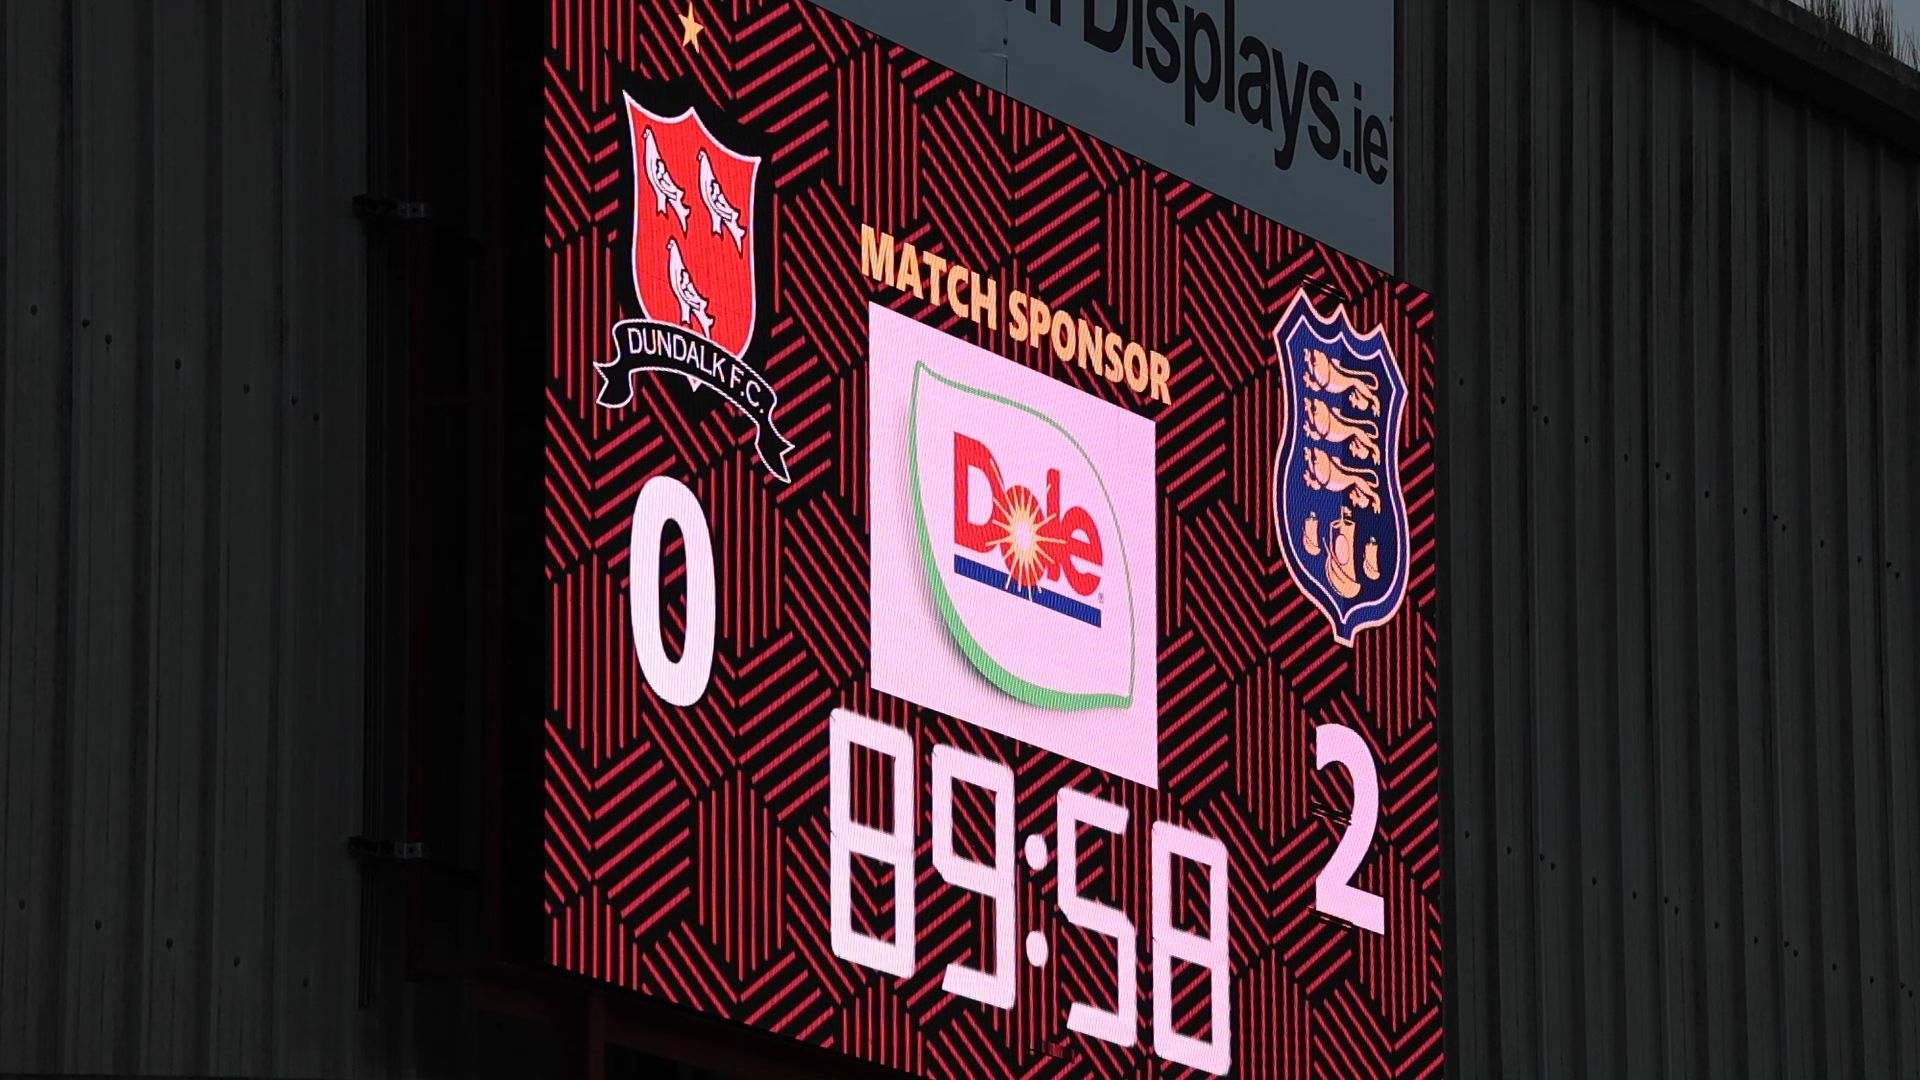 Displays.ie
MATCH SPONSOR
DUNDALK F.C.
Dole
®
0
2
89:58